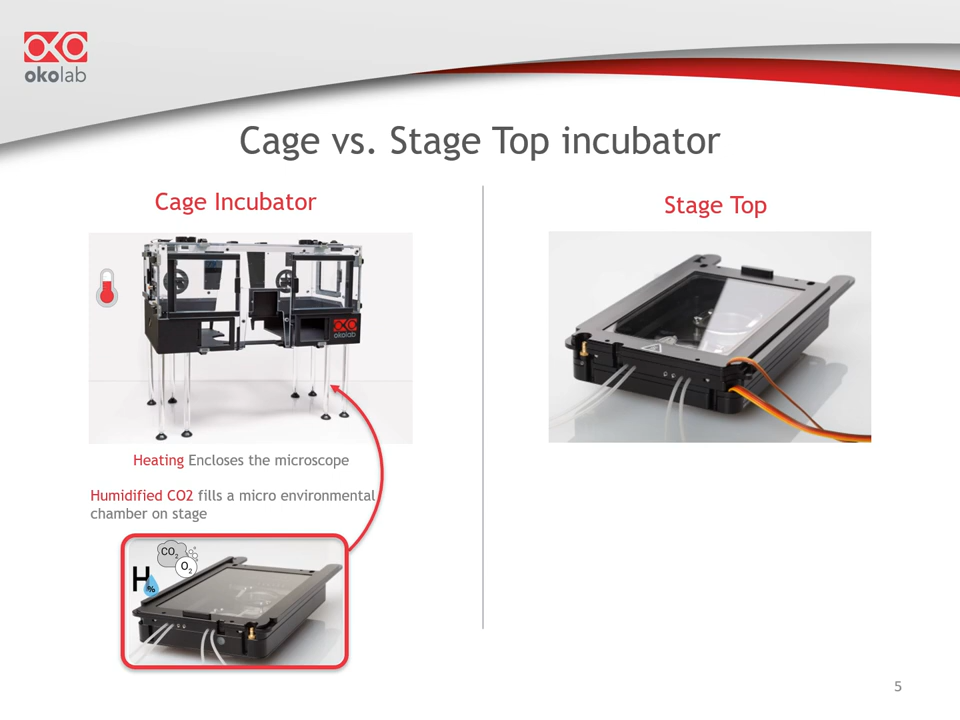 okolab
Cage vs. Stage Top incubator
Cage Incubator
okolab
Heating Encloses the microscope
Humidified CO2 fills a micro environmental
chamber on stage
CO2
O2
H
%
Stage Top
5